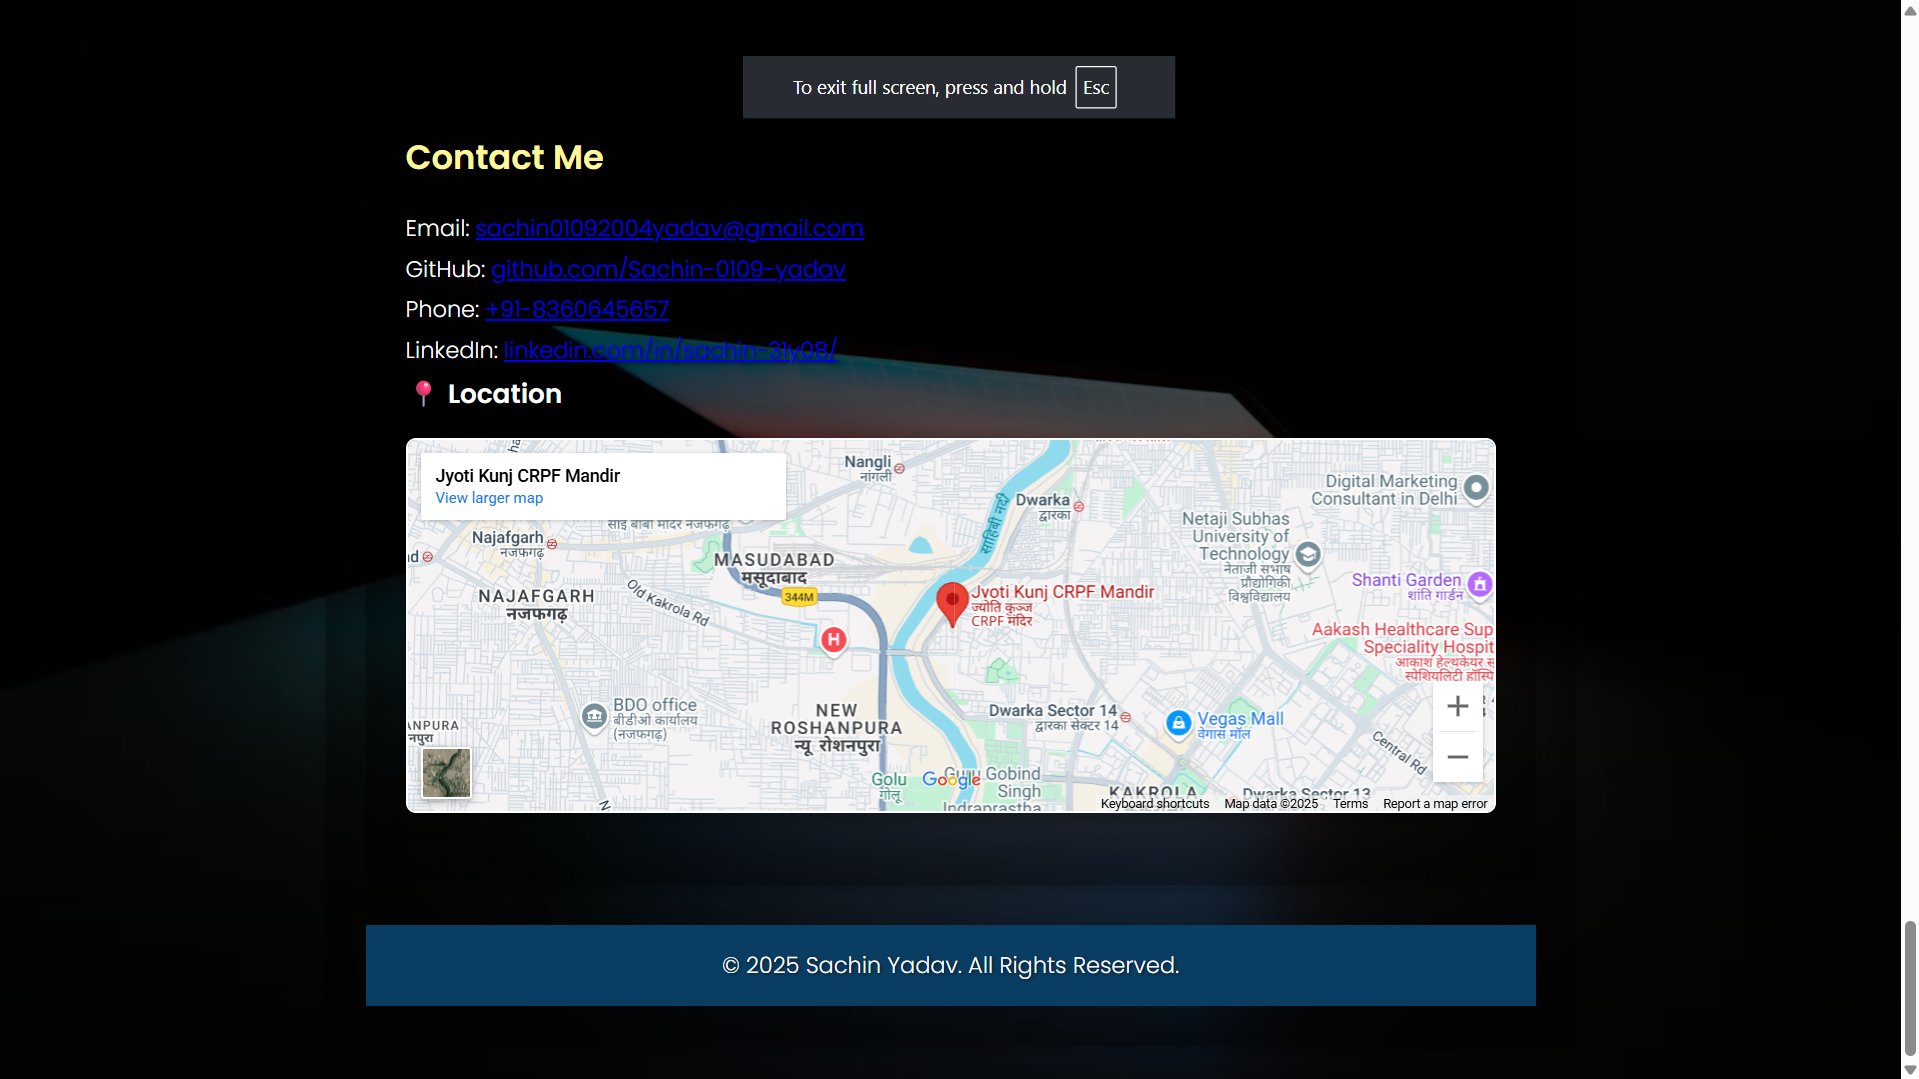 To exit full screen, press and hold Esc
Contact Me
Email: sachin01092004yadav@gmail.com
GitHub: github.com/Sachin-0109-yadav
Phone: +91-8360645657
LinkedIn: linkedin.com/in/sachin-31y08/
📍 Location
Jyoti Kunj CRPF Mandir
View larger map
Nangli
नांगली
Dwarka
द्वारका
Digital Marketing
Consultant in Delhi
साहिबी नदी
साई बाबा मंदिर नजफगढ़
Najafgarh
नजफगढ़
MASUDABAD
मसूदाबाद
344M
Netaji Subhas
University of
Technology
नेताजी सुभाष
प्रौद्योगिकी
विश्वविद्यालय
Shanti Garden
शांति गार्डन
NAJAFGARH
नजफगढ़
Old Kakrola Rd
H
Jyoti Kunj CRPF Mandir
ज्योति कुञ्ज
CRPF मंदिर
Aakash Healthcare Sup
Speciality Hospit
आकाश हेल्थकेयर स
स्पेशियलिटी हॉस्पि
BDO office
बीडीओ कार्यालय
(नजफगढ़)
NEW
ROSHANPURA
न्यू रोशनपुरा
Dwarka Sector 14
द्वारका सेक्टर 14
Vegas Mall
वेगास मॉल
Central Rd
ANPURA
नपुरा
Golu
गोलू
Google
Guru Gobind
Singh
Indraprastha
KAKROLA
Dwarka Sector 13
Keyboard shortcuts Map data ©2025 Terms Report a map error
© 2025 Sachin Yadav. All Rights Reserved.